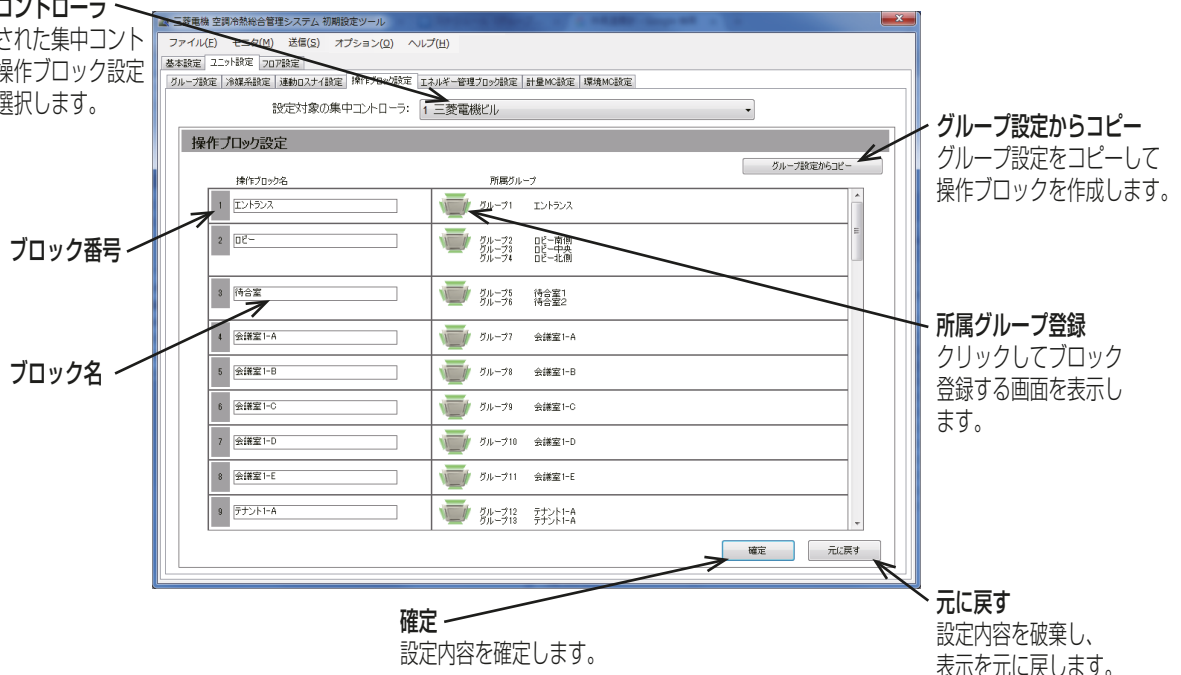 コントローラ
された集中コント
操作ブロック設定
選択します。
三菱電機 空調冷熱総合管理システム 初期設定ツール
ファイル(F) モニタ(M) 送信(S) オプション(O) ヘルプ(H)
基本設定 ユニット設定 フロア設定
グループ設定 冷媒系設定 連動ロスナイ設定 操作ブロック設定 エネルギー管理ブロック設定 計量MC設定 環境MC設定
設定対象の集中コントローラ: 1 三菱電機ビル
操作ブロック設定
グループ設定からコピー
操作ブロック名 所属グループ
1 エントランス グループ1 エントランス
2 ロビー グループ2 ロビー南側
グループ3 ロビー中央
グループ4 ロビー北側
3 待合室 グループ5 待合室1
グループ6 待合室2
4 会議室1-A グループ7 会議室1-A
5 会議室1-B グループ8 会議室1-B
6 会議室1-C グループ9 会議室1-C
7 会議室1-D グループ10 会議室1-D
8 会議室1-E グループ11 会議室1-E
9 テナント1-A グループ12 テナント1-A
グループ13 テナント1-A
確定 元に戻す
ブロック番号
ブロック名
グループ設定からコピー
グループ設定をコピーして
操作ブロックを作成します。
所属グループ登録
クリックしてブロック
登録する画面を表示し
ます。
確定
設定内容を確定します。
元に戻す
設定内容を破棄し、
表示を元に戻します。